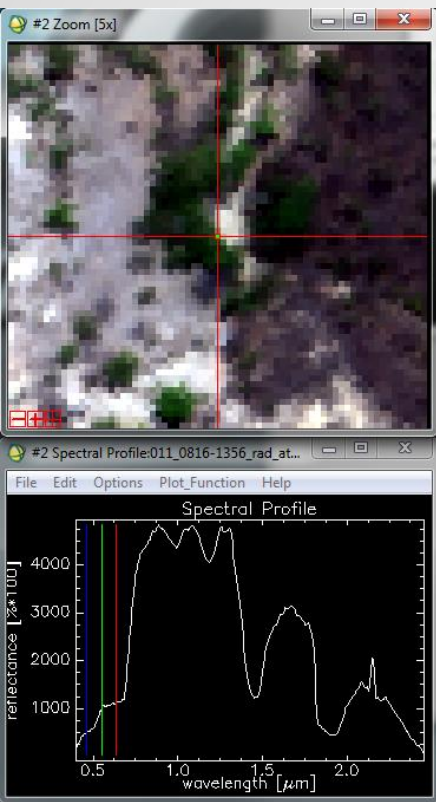 #2 Zoom [5x]
#2 Spectral Profile:011_0816-1356_rad_at...
File Edit Options Plot_Function Help
Spectral Profile
reflectance [%*100]
4000
3000
2000
1000
0.5 1.0 1.5 2.0
wavelength [μm]